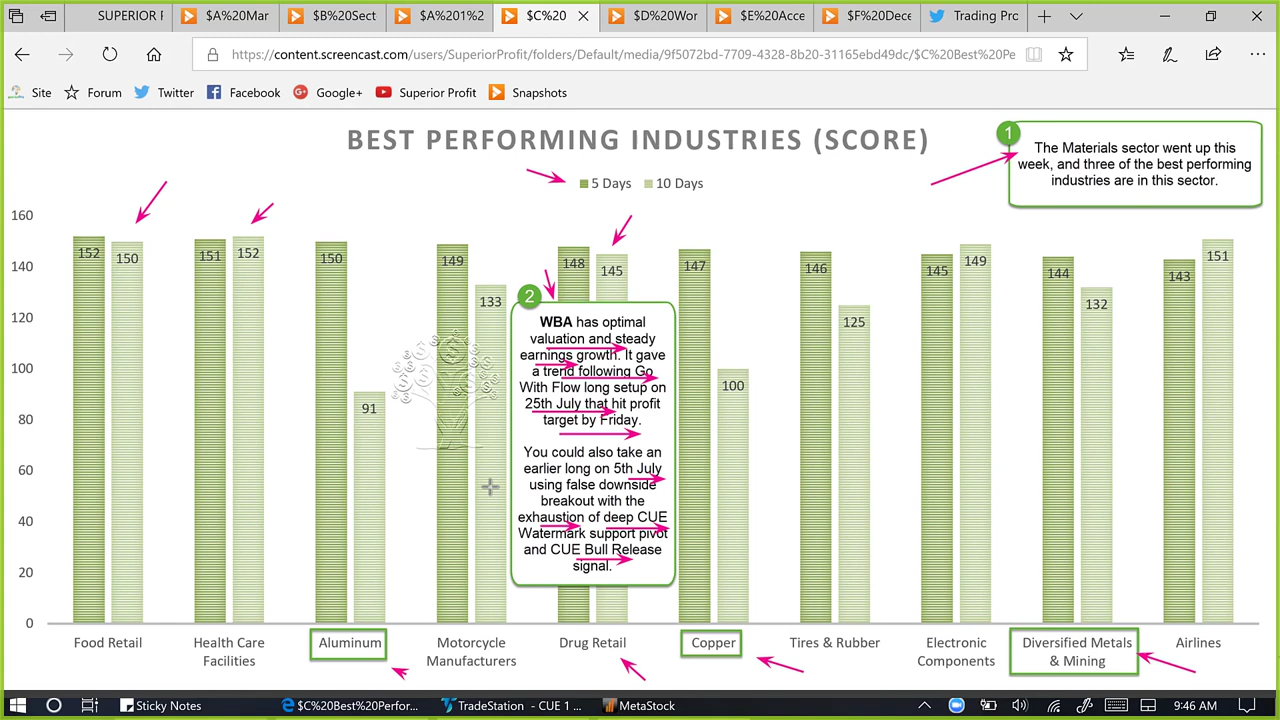 SUPERIOR F
$A%20Mar
$B%20Sect
$A%201%2
$C%20
$D%20Wor
$E%20Acce
$F%20Dece
Trading Prc
https://content.screencast.com/users/SuperiorProfit/folders/Default/media/9f5072bd-7709-4328-8b20-31165ebd49dc/$C%20Best%20Pe
Site
Forum
Twitter
Facebook
Google+
Superior Profit
Snapshots
BEST PERFORMING INDUSTRIES (SCORE)
5 Days
10 Days
1
The Materials sector went up this
week, and three of the best performing
industries are in this sector.
160
140
120
100
80
60
40
20
0
152 150
151 152
150 91
149 133
148 145
147 100
146 125
145 149
144 132
143 151
2
WBA has optimal
valuation and steady
earnings growth. It gave
a trend following Go
With Flow long setup on
25th July that hit profit
target by Friday.
You could also take an
earlier long on 5th July
using false downside
breakout with the
exhaustion of deep CUE
Watermark support pivot
and CUE Bull Release
signal.
Food Retail
Health Care
Facilities
Aluminum
Motorcycle
Manufacturers
Drug Retail
Copper
Tires & Rubber
Electronic
Components
Diversified Metals
& Mining
Airlines
Sticky Notes
$C%20Best%20Perfor...
TradeStation - CUE 1 ...
MetaStock
9:46 AM